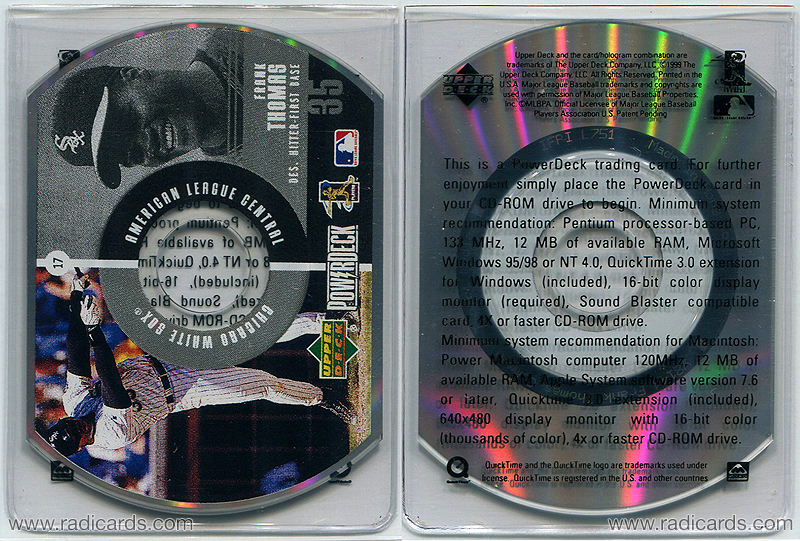 FRANK
THOMAS
35
DES. HITTER-FIRST BASE
Sox
AMERICAN LEAGUE CENTRAL
17
CHICAGO WHITE SOX®
POWERDECK
UPPER
DECK
www.radicards.com
Upper Deck and the card/hologram combination are
trademarks of The Upper Deck Company, LLC. ©1999 The
Upper Deck Company, LLC. All Rights Reserved. Printed in the
U.S.A. Major League Baseball trademarks and copyrights are
used with permission of Major League Baseball Properties,
Inc. ©MLBPA Official Licensee of Major League Baseball
Players Association U.S. Patent Pending
UPPER
DECK
IFPI L751
This is a PowerDeck trading card. For further
enjoyment simply place the PowerDeck card in
your CD-ROM drive to begin. Minimum system
recommendation: Pentium processor-based PC,
133 MHz, 12 MB of available RAM, Microsoft
Windows 95/98 or NT 4.0, QuickTime 3.0 extension
for Windows (included), 16-bit color display
monitor (required), Sound Blaster compatible
card, 4X or faster CD-ROM drive.
Minimum system recommendation for Macintosh:
Power Macintosh computer 120MHz, 12 MB of
available RAM, Apple System software version 7.6
or later, Quicktime 3.0 extension (included),
640x480 display monitor with 16-bit color
(thousands of color), 4x or faster CD-ROM drive.
QuickTime and the QuickTime logo are trademarks used under
license. QuickTime is registered in the U.S. and other countries
www.radicards.com